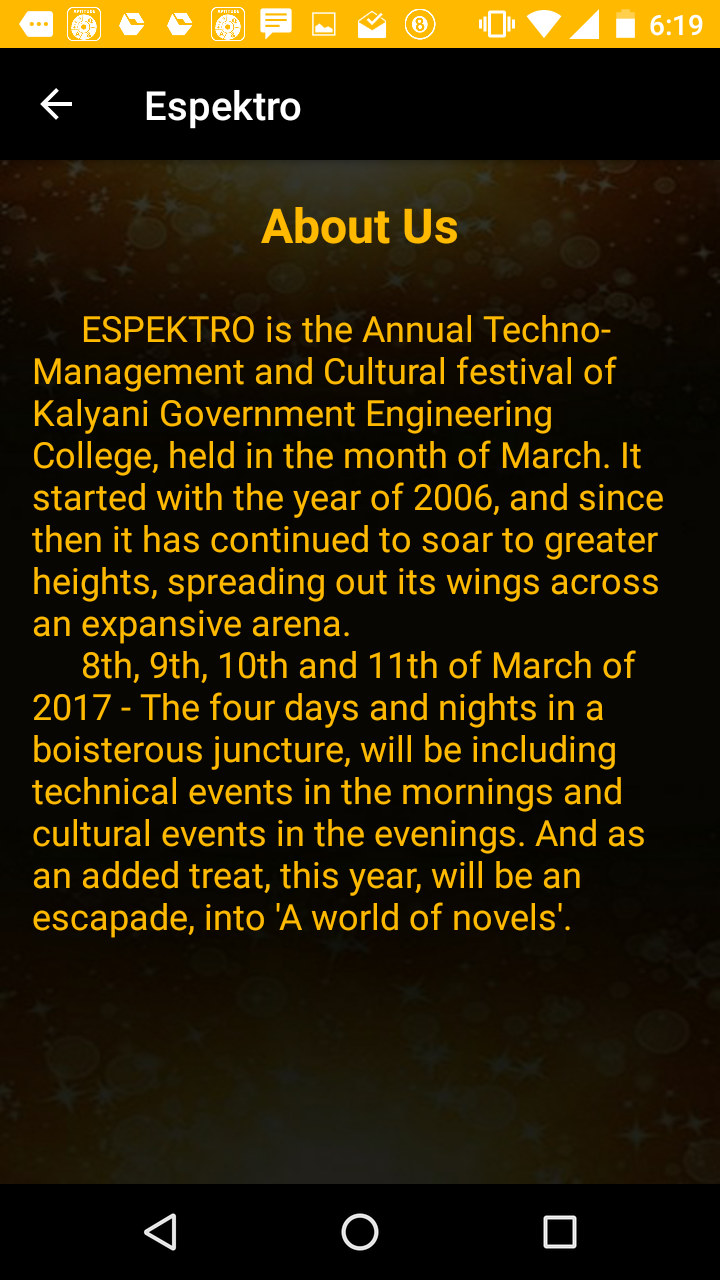 6:19
Espektro
About Us
ESPEKTRO is the Annual Techno-
Management and Cultural festival of
Kalyani Government Engineering
College, held in the month of March. It
started with the year of 2006, and since
then it has continued to soar to greater
heights, spreading out its wings across
an expansive arena.
8th, 9th, 10th and 11th of March of
2017 - The four days and nights in a
boisterous juncture, will be including
technical events in the mornings and
cultural events in the evenings. And as
an added treat, this year, will be an
escapade, into 'A world of novels'.